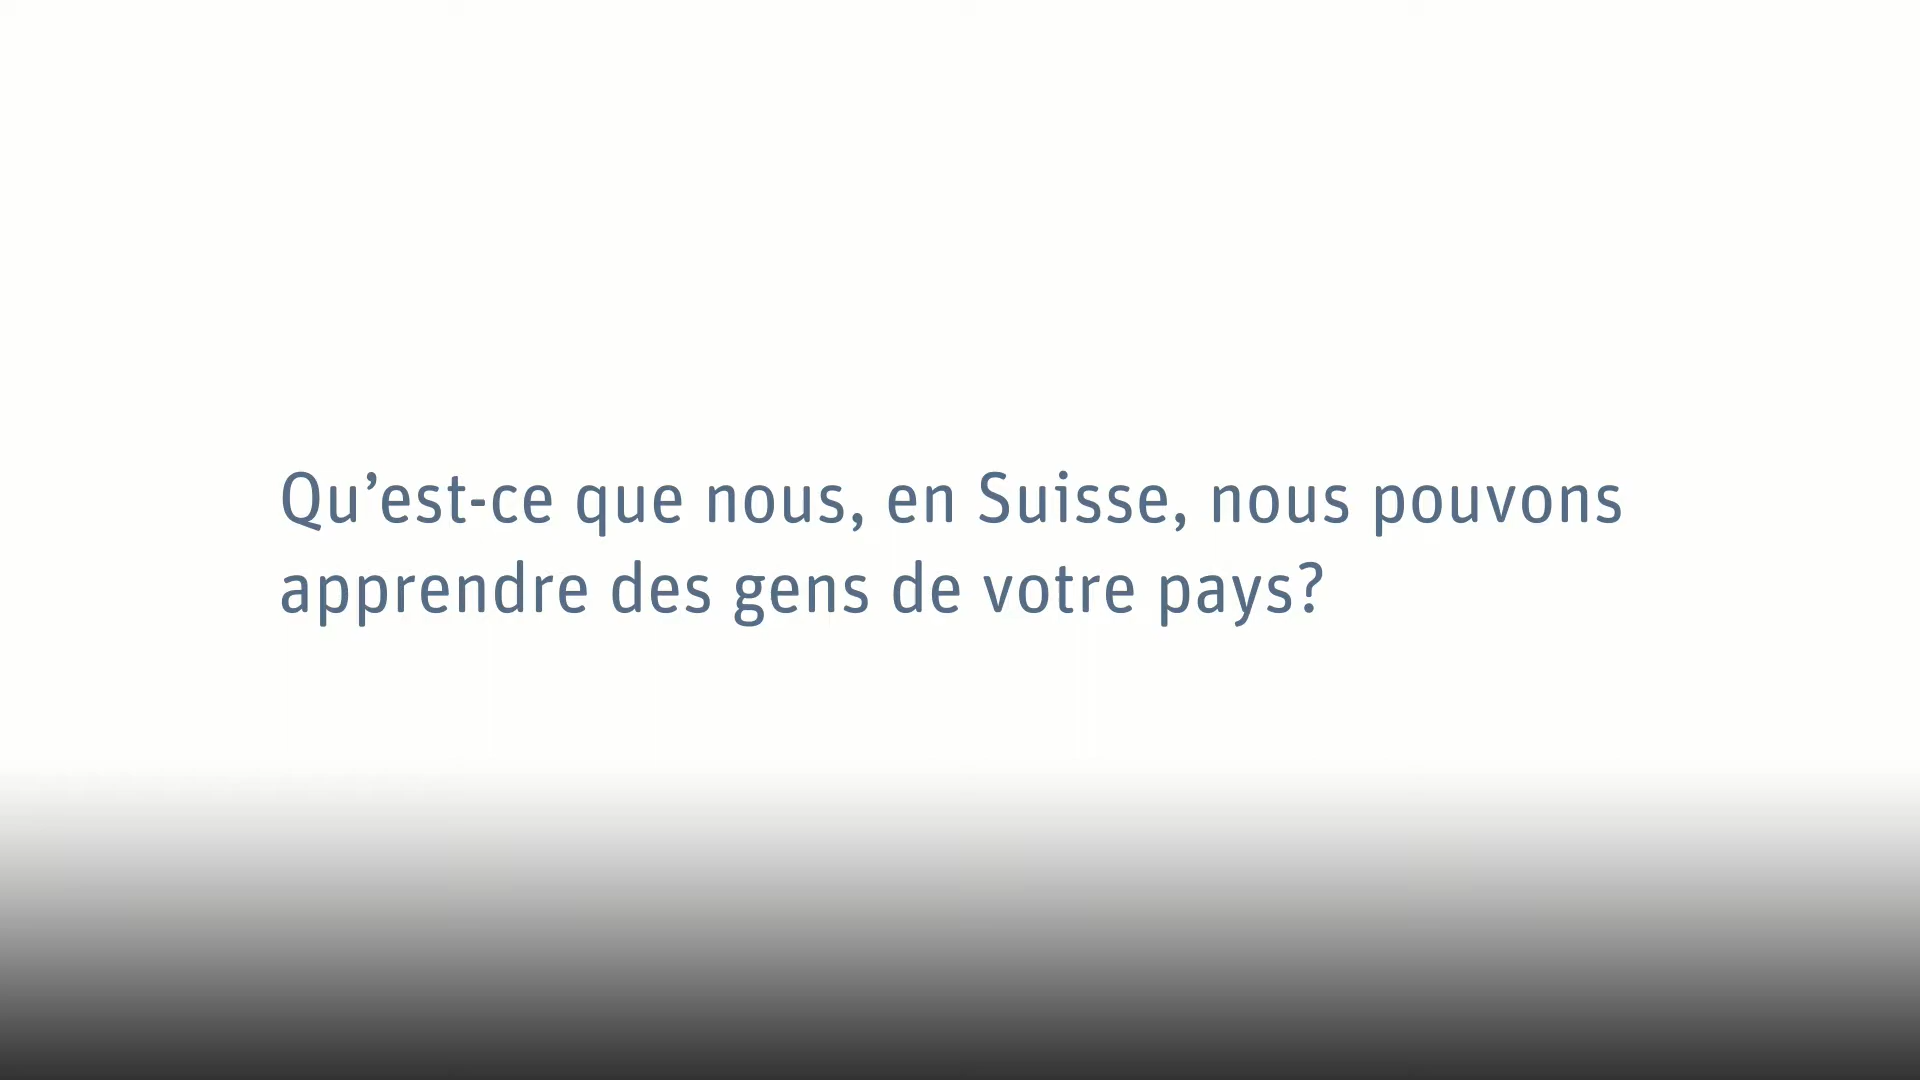 Qu’est-ce que nous, en Suisse, nous pouvons
apprendre des gens de votre pays?